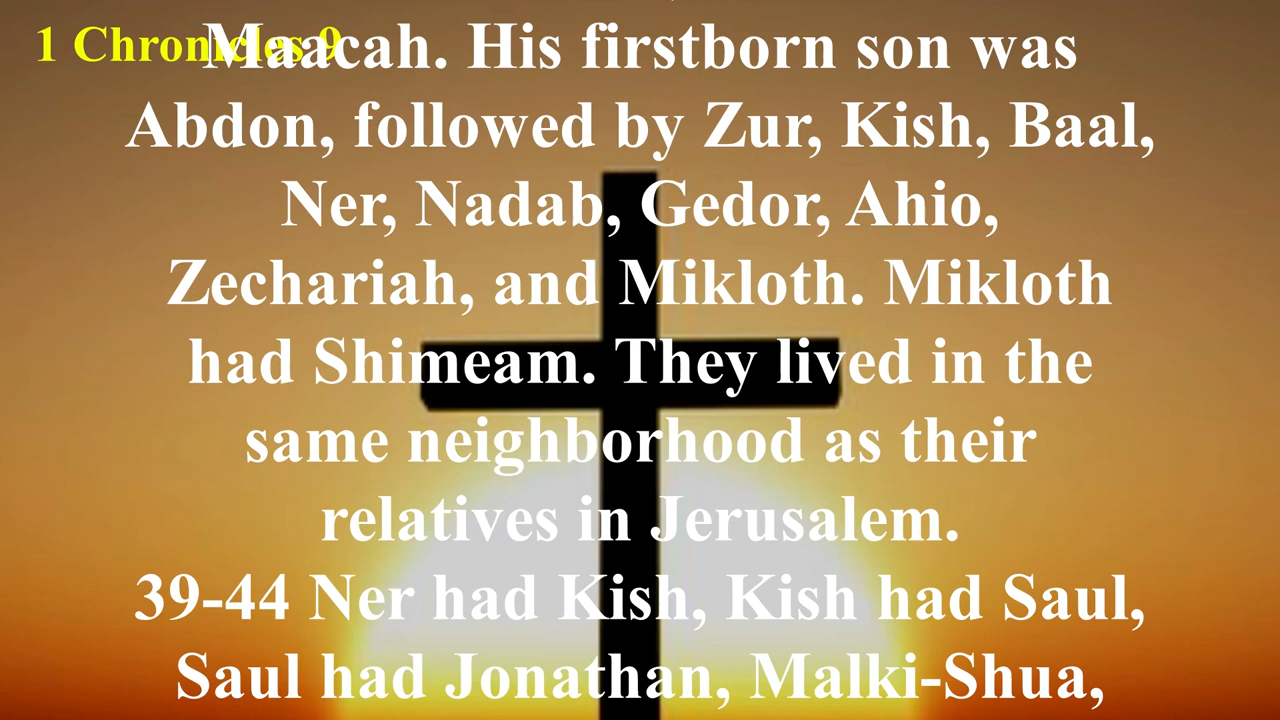 1 Chronicles 9
Maacah. His firstborn son was
Abdon, followed by Zur, Kish, Baal,
Ner, Nadab, Gedor, Ahio,
Zechariah, and Mikloth. Mikloth
had Shimeam. They lived in the
same neighborhood as their
relatives in Jerusalem.
39-44 Ner had Kish, Kish had Saul,
Saul had Jonathan, Malki-Shua,